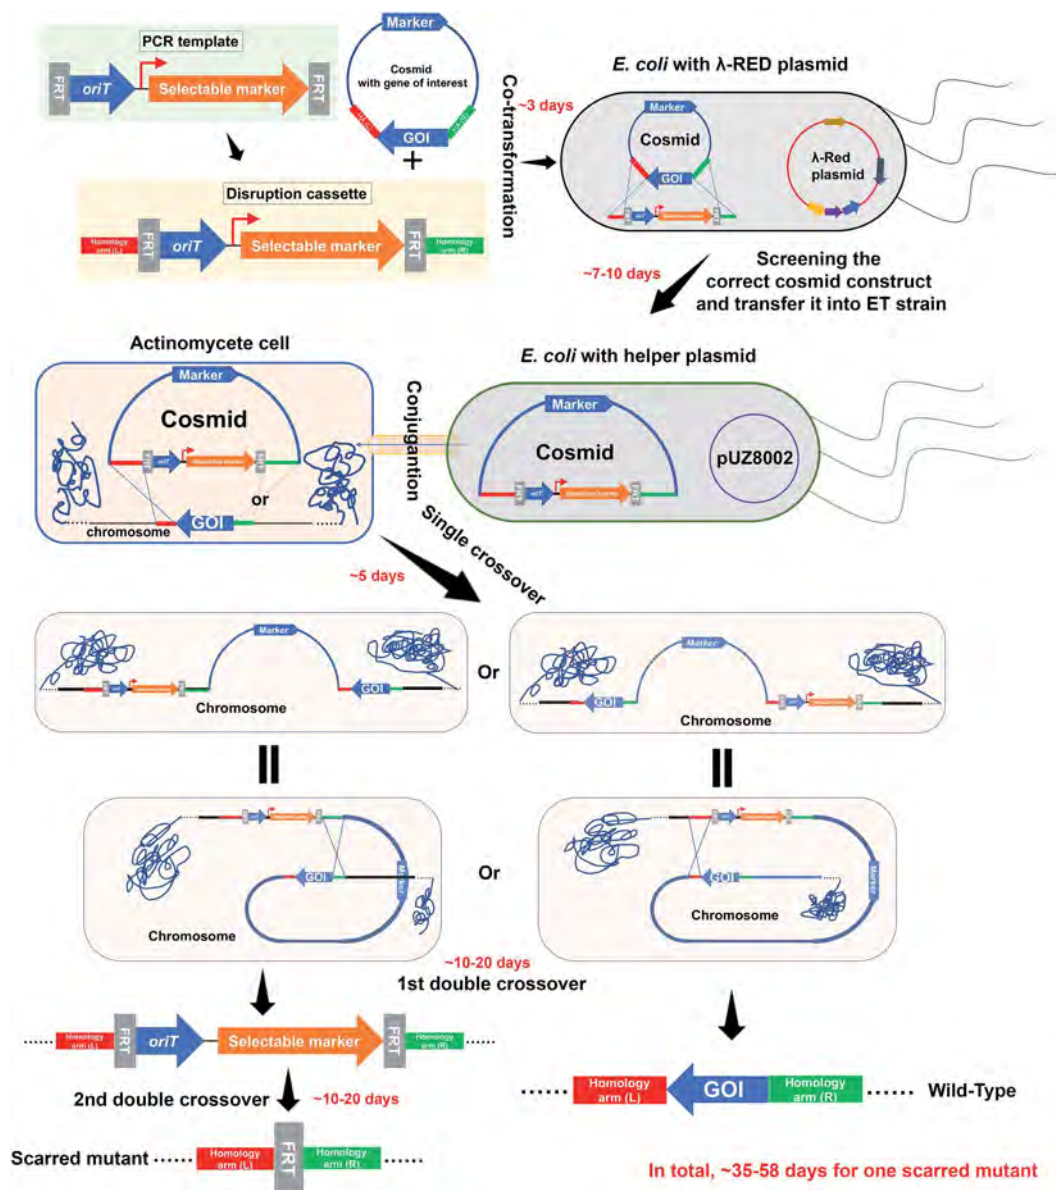 PCR template
FRT
oriT
Selectable marker
FRT
Marker
Cosmid
with gene of interest
GOI
+
Disruption cassette
Homology
arm (L)
FRT
oriT
Selectable marker
FRT
Homology
arm (R)
Co-transformation
~3 days
E. coli with λ-RED plasmid
Marker
Cosmid
GOI
λ-Red
plasmid
~7-10 days
Screening the
correct cosmid construct
and transfer it into ET strain
Actinomycete cell
Marker
Cosmid
oriT
or
GOI
chromosome
Conjugantion
E. coli with helper plasmid
Marker
Cosmid
oriT
pUZ8002
~5 days
Single crossover
Marker
GOI
Chromosome
Or
Marker
GOI
Chromosome
GOI
Marker
Chromosome
Or
GOI
Marker
Chromosome
~10-20 days
1st double crossover
Homology
arm (L)
FRT
oriT
Selectable marker
FRT
Homology
arm (R)
2nd double crossover
~10-20 days
Homology
arm (L)
GOI
Homology
arm (R)
Wild-Type
Scarred mutant
Homology
arm (L)
FRT
Homology
arm (R)
In total, ~35-58 days for one scarred mutant